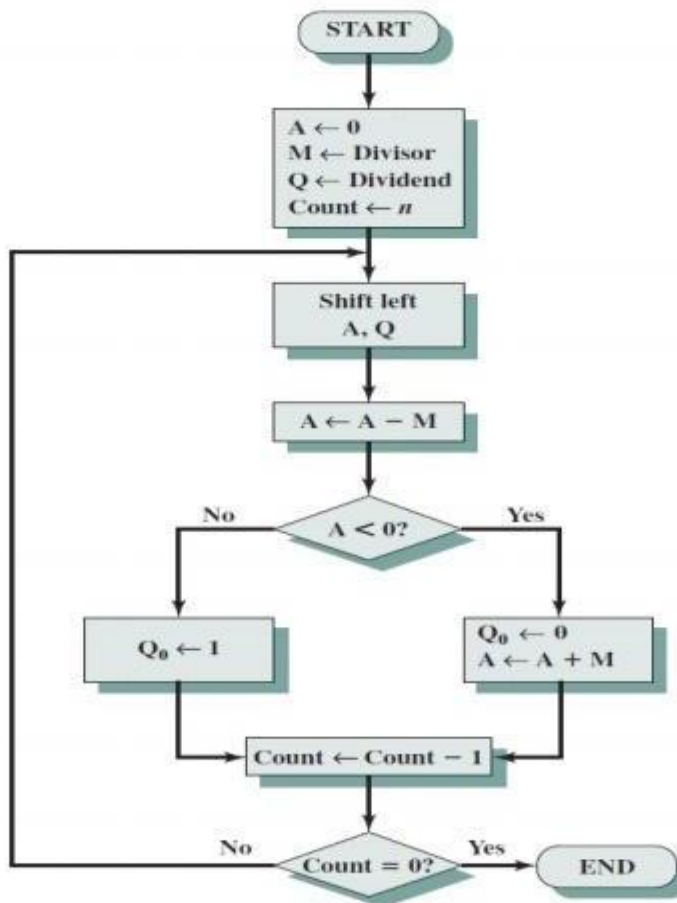 START
A ← 0
M ← Divisor
Q ← Dividend
Count ← n
Shift left
A, Q
A ← A − M
No
A < 0?
Yes
Q₀ ← 1
Q₀ ← 0
A ← A + M
Count ← Count − 1
No
Count = 0?
Yes
END